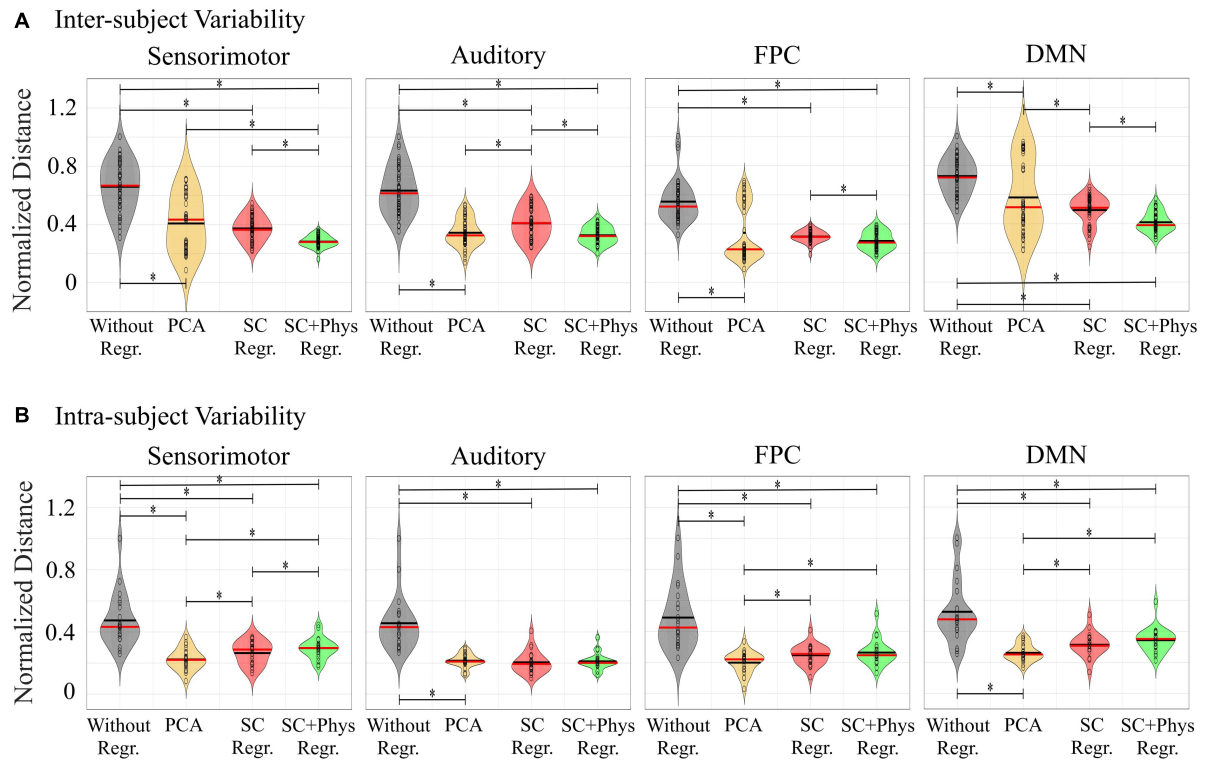 A Inter-subject Variability
Sensorimotor Auditory FPC DMN
Normalized Distance
1.2
0.8
0.4
0
* * * * *
* * * * *
* * * *
* * * * * *
Without PCA SC SC+Phys Without PCA SC SC+Phys Without PCA SC SC+Phys Without PCA SC SC+Phys
Regr. Regr. Regr. Regr. Regr. Regr. Regr. Regr. Regr. Regr. Regr. Regr.
B Intra-subject Variability
Sensorimotor Auditory FPC DMN
Normalized Distance
1.2
0.8
0.4
0
* * * * * *
* * *
* * * * *
* * * * *
Without PCA SC SC+Phys Without PCA SC SC+Phys Without PCA SC SC+Phys Without PCA SC SC+Phys
Regr. Regr. Regr. Regr. Regr. Regr. Regr. Regr. Regr. Regr. Regr. Regr.